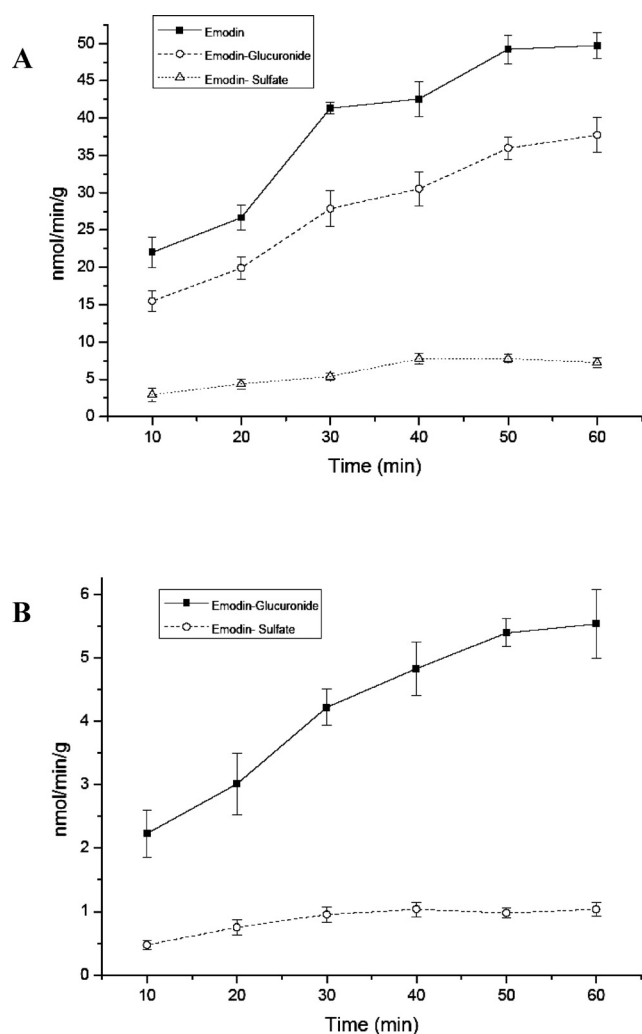 A
Emodin
Emodin-Glucuronide
Emodin- Sulfate
nmol/min/g
50
45
40
35
30
25
20
15
10
5
0
10 20 30 40 50 60
Time (min)
B
Emodin-Glucuronide
Emodin- Sulfate
nmol/min/g
6
5
4
3
2
1
0
10 20 30 40 50 60
Time (min)